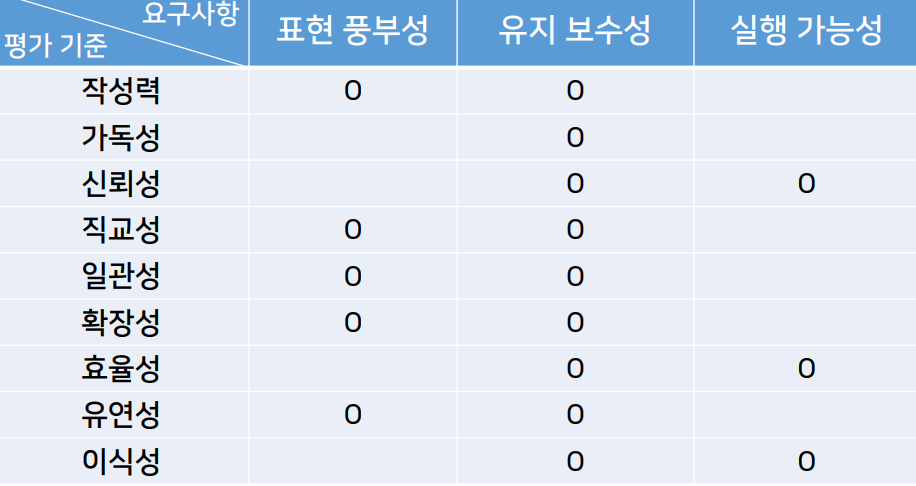 요구사항
평가 기준 표현 풍부성 유지 보수성 실행 가능성
작성력 O O
가독성 O
신뢰성 O O
직교성 O O
일관성 O O
확장성 O O
효율성 O O
유연성 O O
이식성 O O